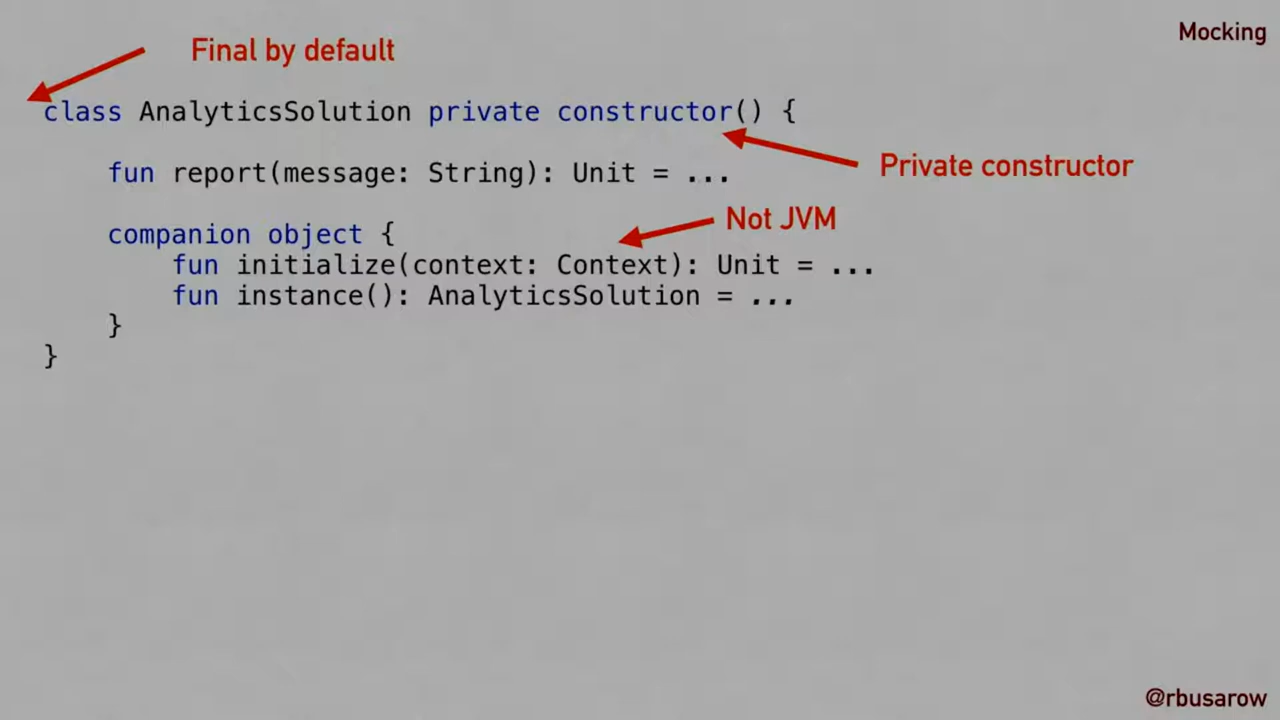 Mocking
Final by default
class AnalyticsSolution private constructor() {
Private constructor
fun report(message: String): Unit = ...
Not JVM
companion object {
fun initialize(context: Context): Unit = ...
fun instance(): AnalyticsSolution = ...
}
}
@rbusarow